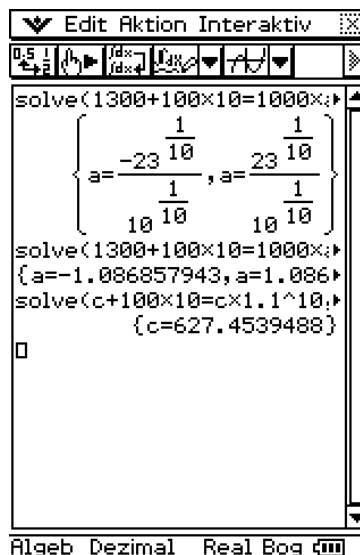 Edit Aktion Interaktiv
solve(1300+100×10=1000×
{a=-23^(1/10)/10^(1/10),a=23^(1/10)/10^(1/10)}
solve(1300+100×10=1000×
{a=-1.086857943,a=1.086
solve(c+100×10=c×1.1^10
{c=627.4539488}
Algeb Dezimal Real Bog